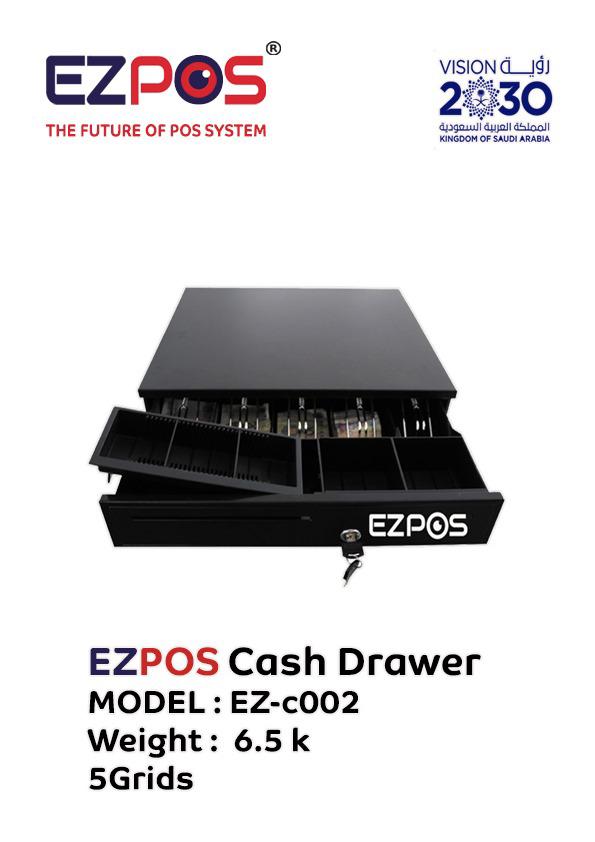 EZPOS®
THE FUTURE OF POS SYSTEM
VISION رؤيــة
2030
المملكة العربية السعودية
KINGDOM OF SAUDI ARABIA
EZPOS
EZPOS Cash Drawer
MODEL : EZ-c002
Weight : 6.5 k
5Grids